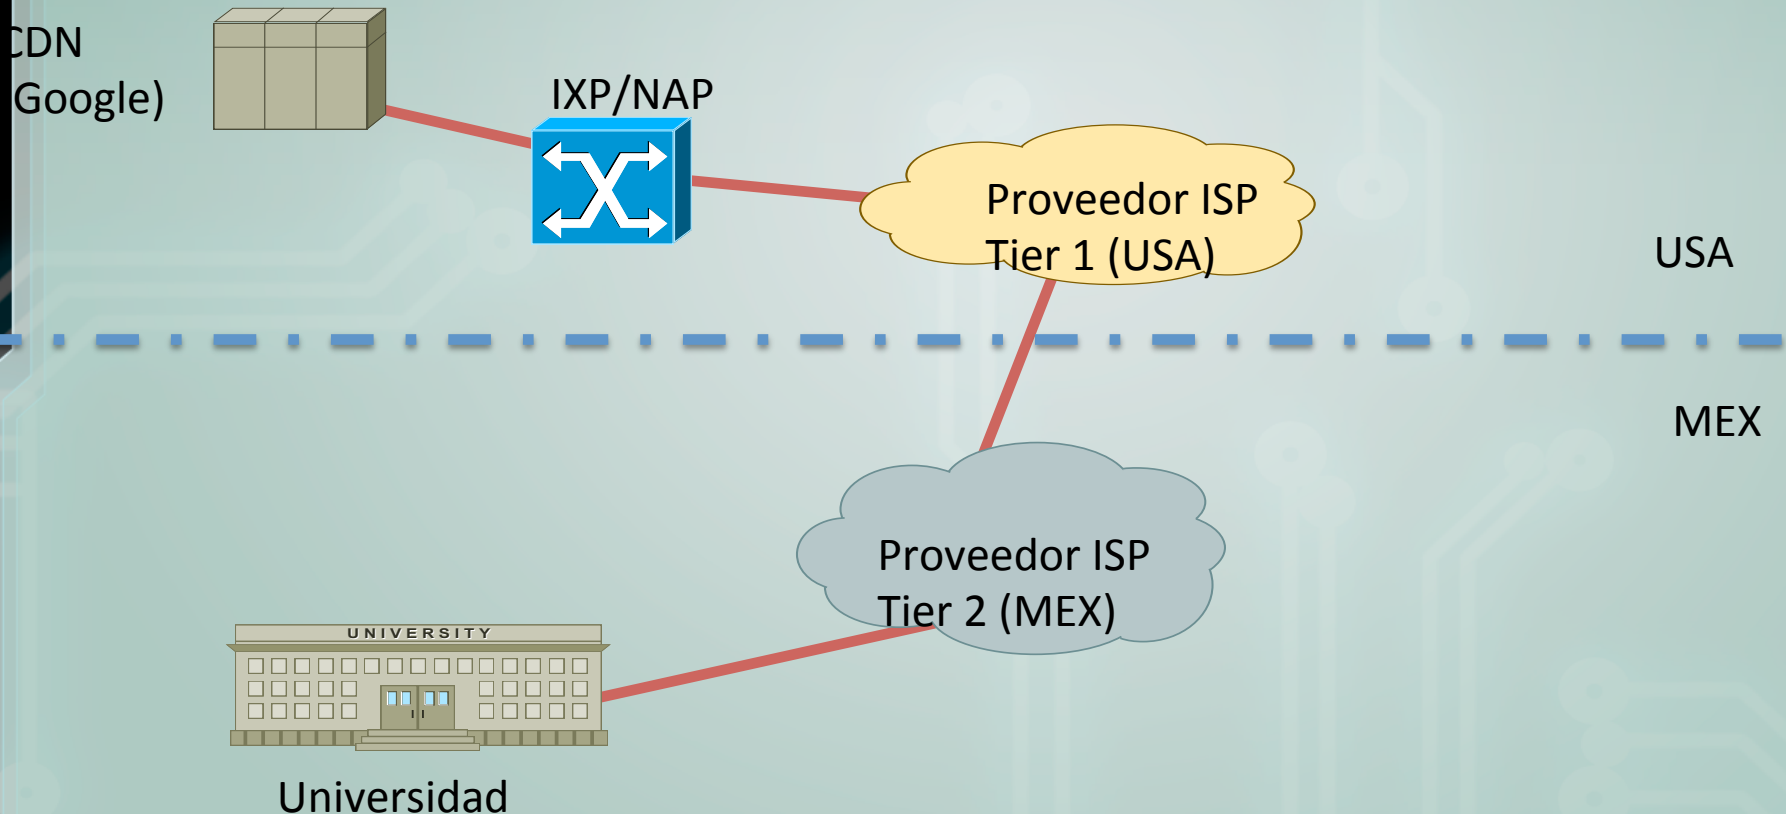 CDN
Google)
IXP/NAP
Proveedor ISP
Tier 1 (USA)
USA
MEX
Proveedor ISP
Tier 2 (MEX)
UNIVERSITY
Universidad